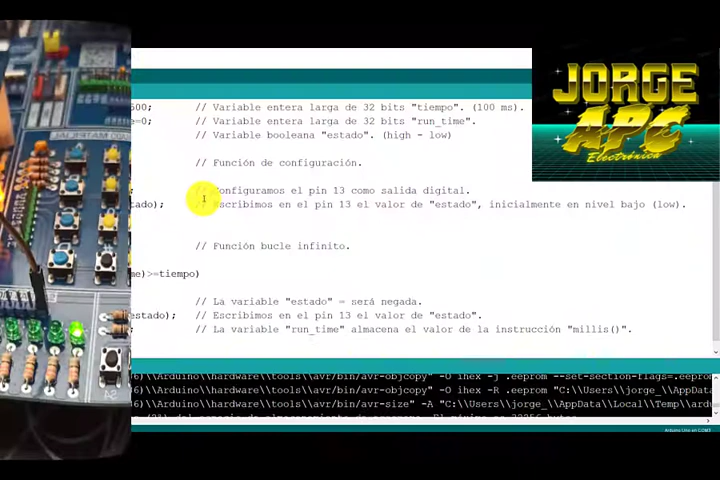 JORGE
APC
Electrónica
500; // Variable entera larga de 32 bits "tiempo". (100 ms).
e=0; // Variable entera larga de 32 bits "run_time".
// Variable booleana "estado". (high - low)
// Función de configuración.
; // Configuramos el pin 13 como salida digital.
tado); // Escribimos en el pin 13 el valor de "estado", inicialmente en nivel bajo (low).
// Función bucle infinito.
me)>=tiempo)
// La variable "estado" = será negada.
estado); // Escribimos en el pin 13 el valor de "estado".
// La variable "run_time" almacena el valor de la instrucción "millis()".
6)\\Arduino\\hardware\\tools\\avr/bin/avr-objcopy" -O ihex -j .eeprom --set-section-flags=.eeprom
6)\\Arduino\\hardware\\tools\\avr/bin/avr-objcopy" -O ihex -R .eeprom "C:\\Users\\jorge_\\AppData
6)\\Arduino\\hardware\\tools\\avr/bin/avr-size" -A "C:\\Users\\jorge_\\AppData\\Local\\Temp\\ardu